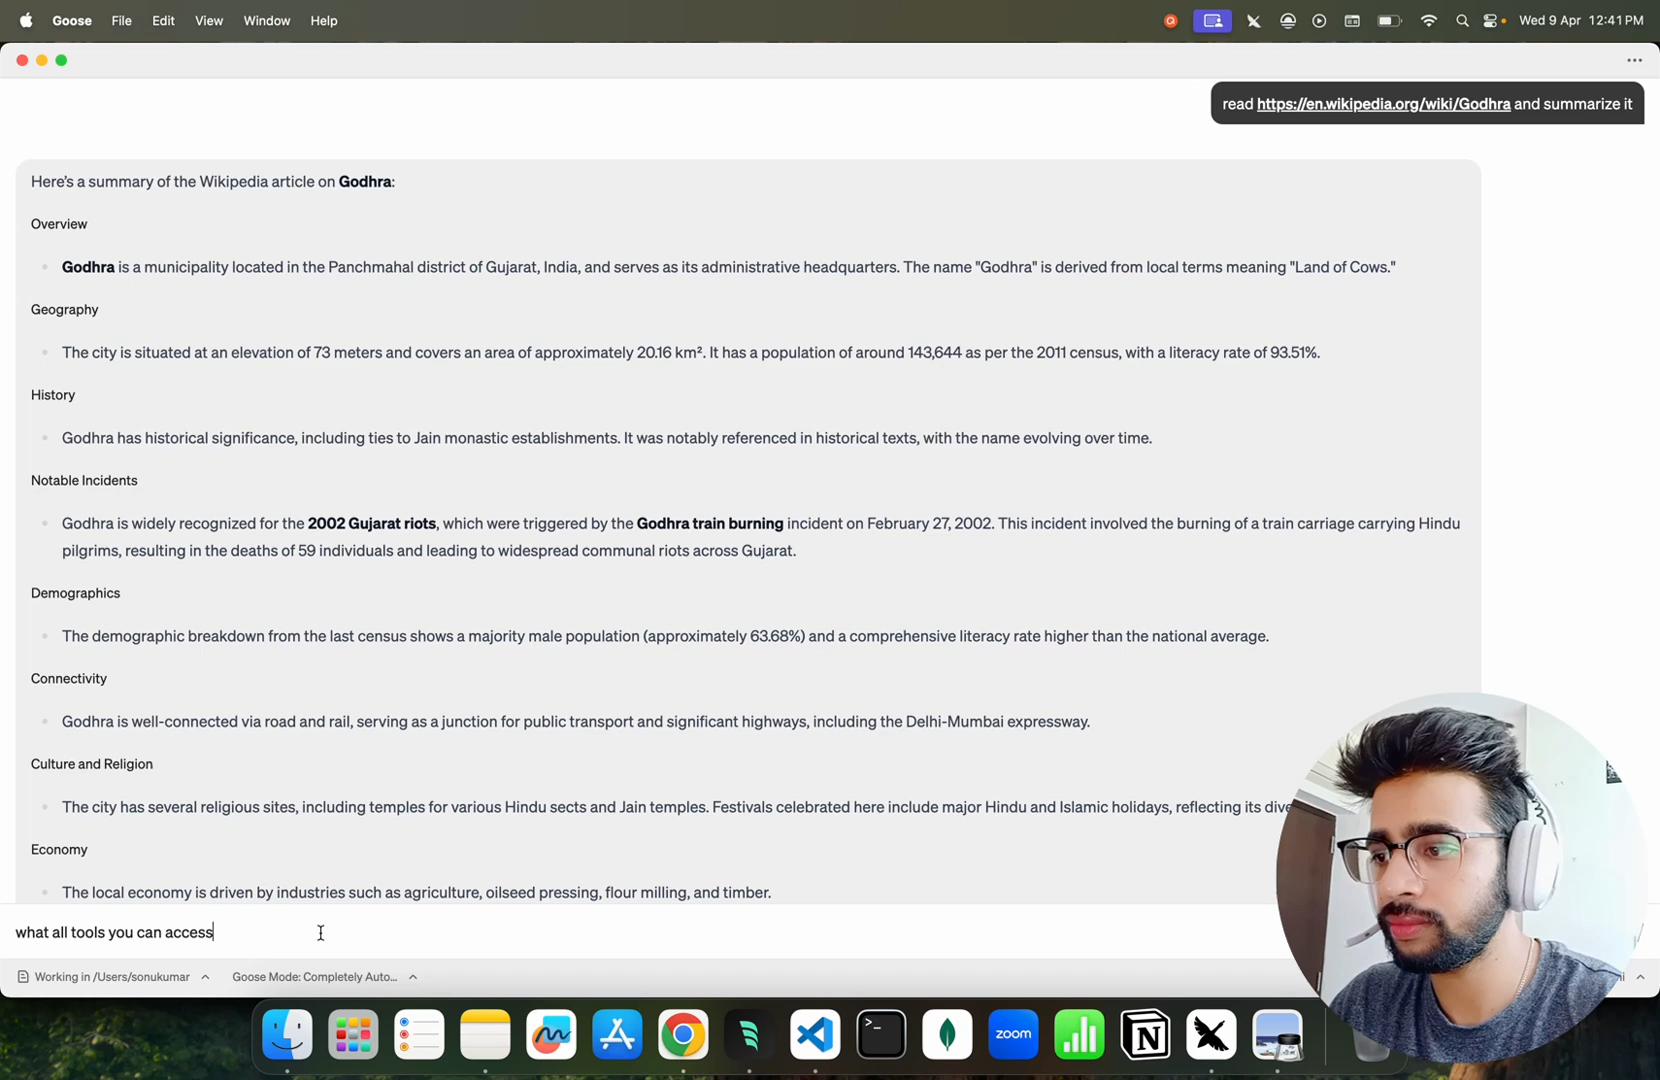 Goose File Edit View Window Help Wed 9 Apr 12:41 PM
read https://en.wikipedia.org/wiki/Godhra and summarize it
Here's a summary of the Wikipedia article on Godhra:
Overview
Godhra is a municipality located in the Panchmahal district of Gujarat, India, and serves as its administrative headquarters. The name "Godhra" is derived from local terms meaning "Land of Cows."
Geography
The city is situated at an elevation of 73 meters and covers an area of approximately 20.16 km². It has a population of around 143,644 as per the 2011 census, with a literacy rate of 93.51%.
History
Godhra has historical significance, including ties to Jain monastic establishments. It was notably referenced in historical texts, with the name evolving over time.
Notable Incidents
Godhra is widely recognized for the 2002 Gujarat riots, which were triggered by the Godhra train burning incident on February 27, 2002. This incident involved the burning of a train carriage carrying Hindu
pilgrims, resulting in the deaths of 59 individuals and leading to widespread communal riots across Gujarat.
Demographics
The demographic breakdown from the last census shows a majority male population (approximately 63.68%) and a comprehensive literacy rate higher than the national average.
Connectivity
Godhra is well-connected via road and rail, serving as a junction for public transport and significant highways, including the Delhi-Mumbai expressway.
Culture and Religion
The city has several religious sites, including temples for various Hindu sects and Jain temples. Festivals celebrated here include major Hindu and Islamic holidays, reflecting its
Economy
The local economy is driven by industries such as agriculture, oilseed pressing, flour milling, and timber.
what all tools you can access
Working in /Users/sonukumar Goose Mode: Completely Auto...
zoom